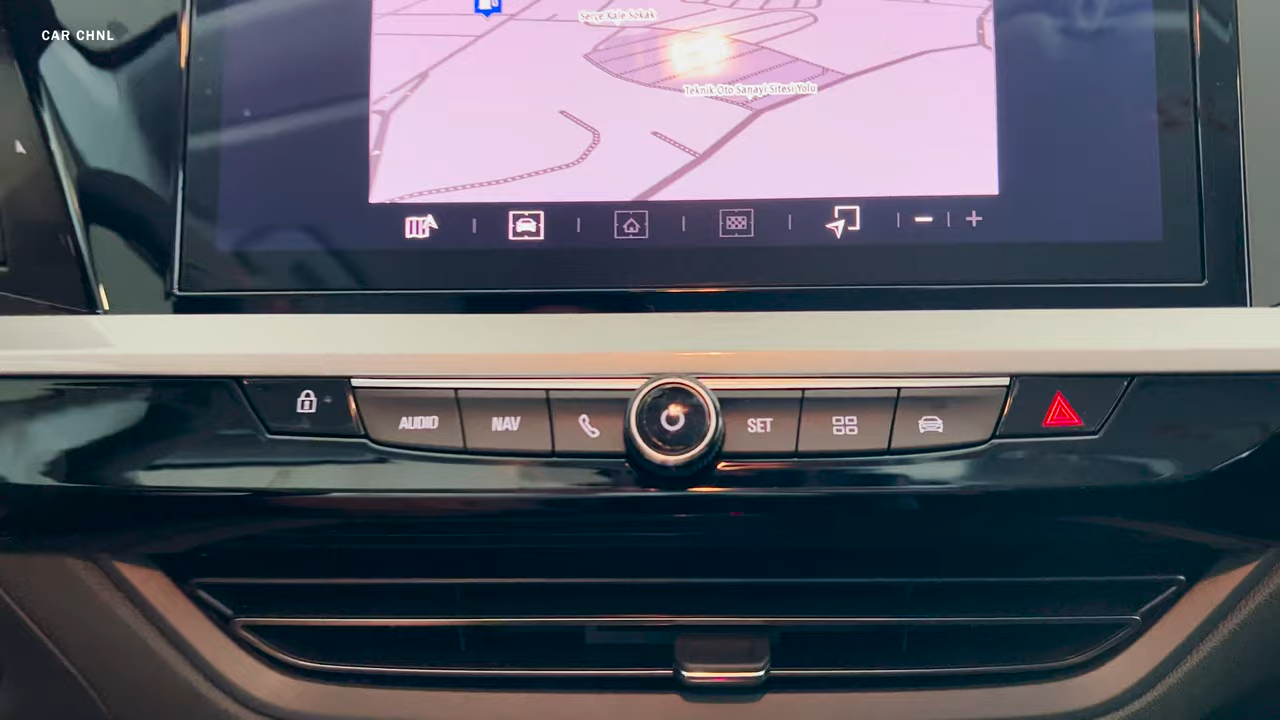 CAR CHNL
Serçe Kale Sokak
Teknik Oto Sanayi Sitesi Yolu
AUDIO
NAV
SET